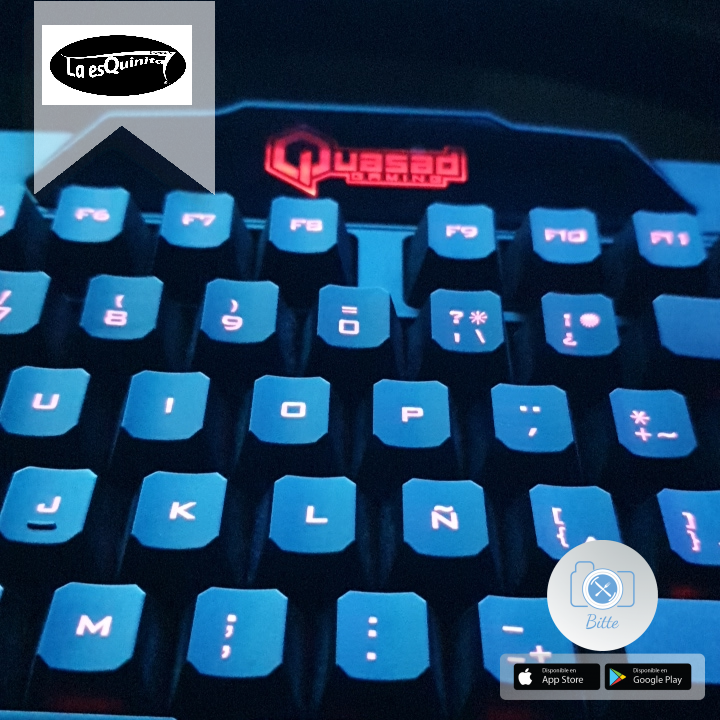 La esQuinita
Quasad
GAMING
F6 F7 F8 F9 F10 F11
/ ( ) = ? * ¡
7 8 9 0 ' \ ¿
U I O P ¨ *
´ + ~
J K L Ñ [ ]
{ ^ }
M ; : _
, . - +
Bitte
Disponible en
App Store
Disponible en
Google Play